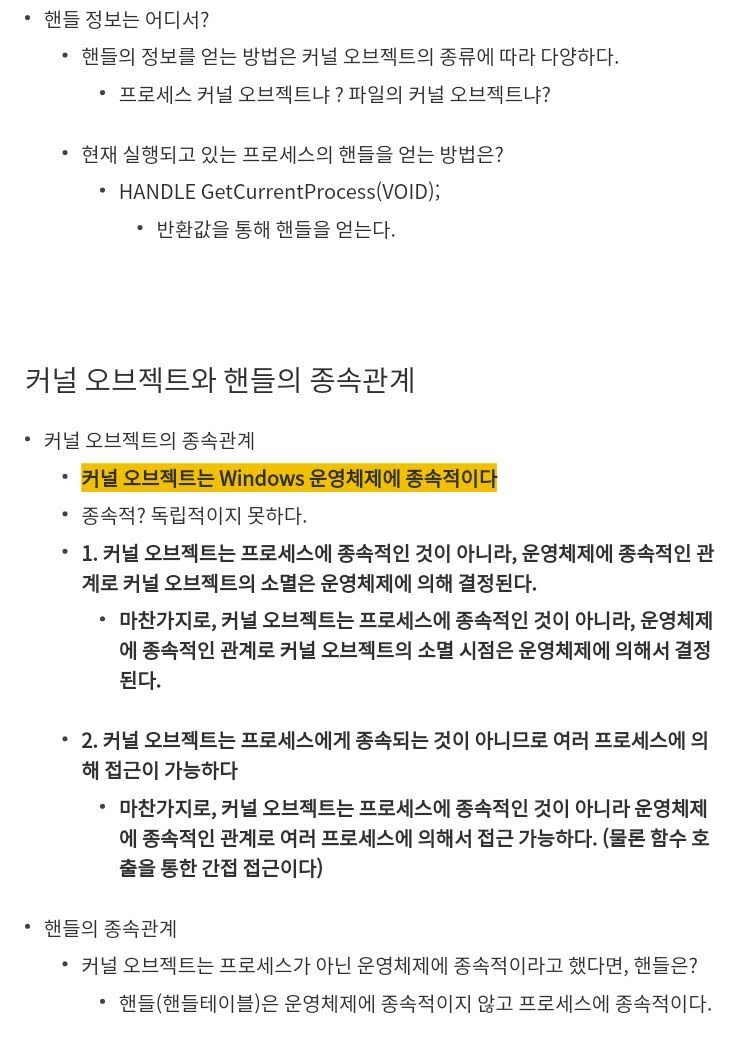 핸들 정보는 어디서?
핸들의 정보를 얻는 방법은 커널 오브젝트의 종류에 따라 다양하다.
프로세스 커널 오브젝트냐 ? 파일의 커널 오브젝트냐?
현재 실행되고 있는 프로세스의 핸들을 얻는 방법은?
HANDLE GetCurrentProcess(VOID);
반환값을 통해 핸들을 얻는다.
커널 오브젝트와 핸들의 종속관계
커널 오브젝트의 종속관계
커널 오브젝트는 Windows 운영체제에 종속적이다
종속적? 독립적이지 못하다.
1. 커널 오브젝트는 프로세스에 종속적인 것이 아니라, 운영체제에 종속적인 관
계로 커널 오브젝트의 소멸은 운영체제에 의해 결정된다.
마찬가지로, 커널 오브젝트는 프로세스에 종속적인 것이 아니라, 운영체제
에 종속적인 관계로 커널 오브젝트의 소멸 시점은 운영체제에 의해서 결정
된다.
2. 커널 오브젝트는 프로세스에게 종속되는 것이 아니므로 여러 프로세스에 의
해 접근이 가능하다
마찬가지로, 커널 오브젝트는 프로세스에 종속적인 것이 아니라 운영체제
에 종속적인 관계로 여러 프로세스에 의해서 접근 가능하다. (물론 함수 호
출을 통한 간접 접근이다)
핸들의 종속관계
커널 오브젝트는 프로세스가 아닌 운영체제에 종속적이라고 했다면, 핸들은?
핸들(핸들테이블)은 운영체제에 종속적이지 않고 프로세스에 종속적이다.